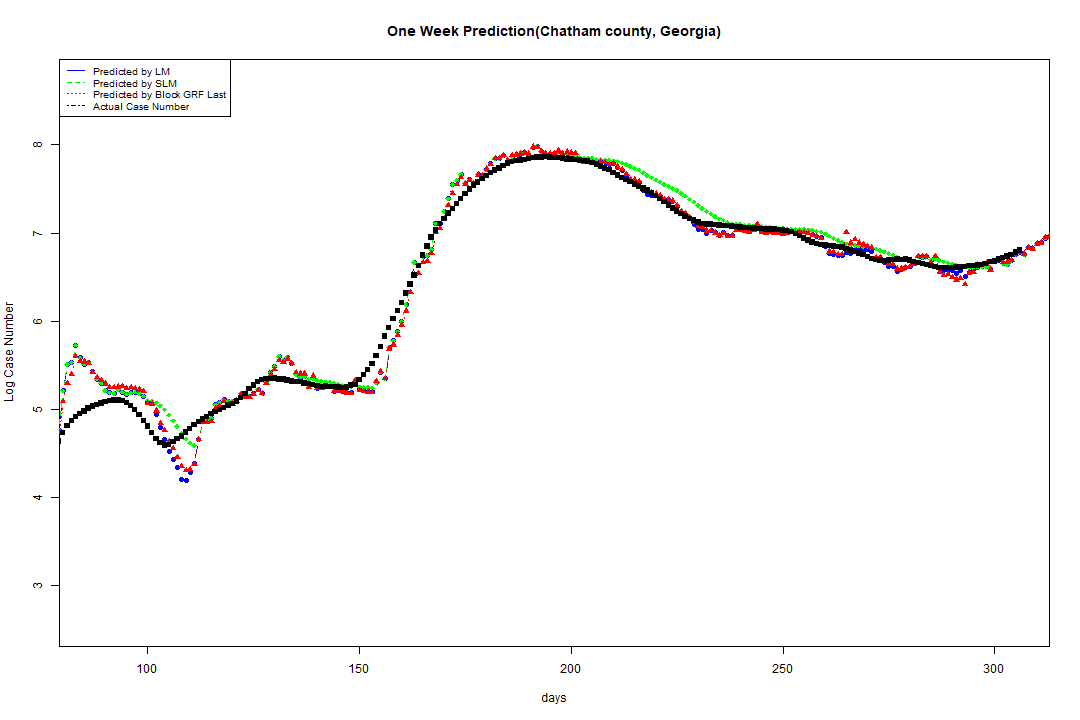 One Week Prediction(Chatham county, Georgia)
Predicted by LM
Predicted by SLM
Predicted by Block GRF Last
Actual Case Number
8
7
6
5
4
3
Log Case Number
100 150 200 250 300
days